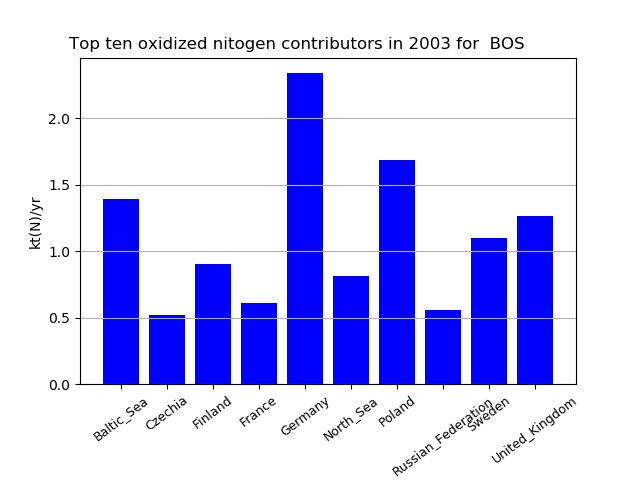 Top ten oxidized nitogen contributors in 2003 for  BOS
kt(N)/yr
2.0
1.5
1.0
0.5
0.0
Baltic_Sea
Czechia
Finland
France
Germany
North_Sea
Poland
Russian_Federation
Sweden
United_Kingdom